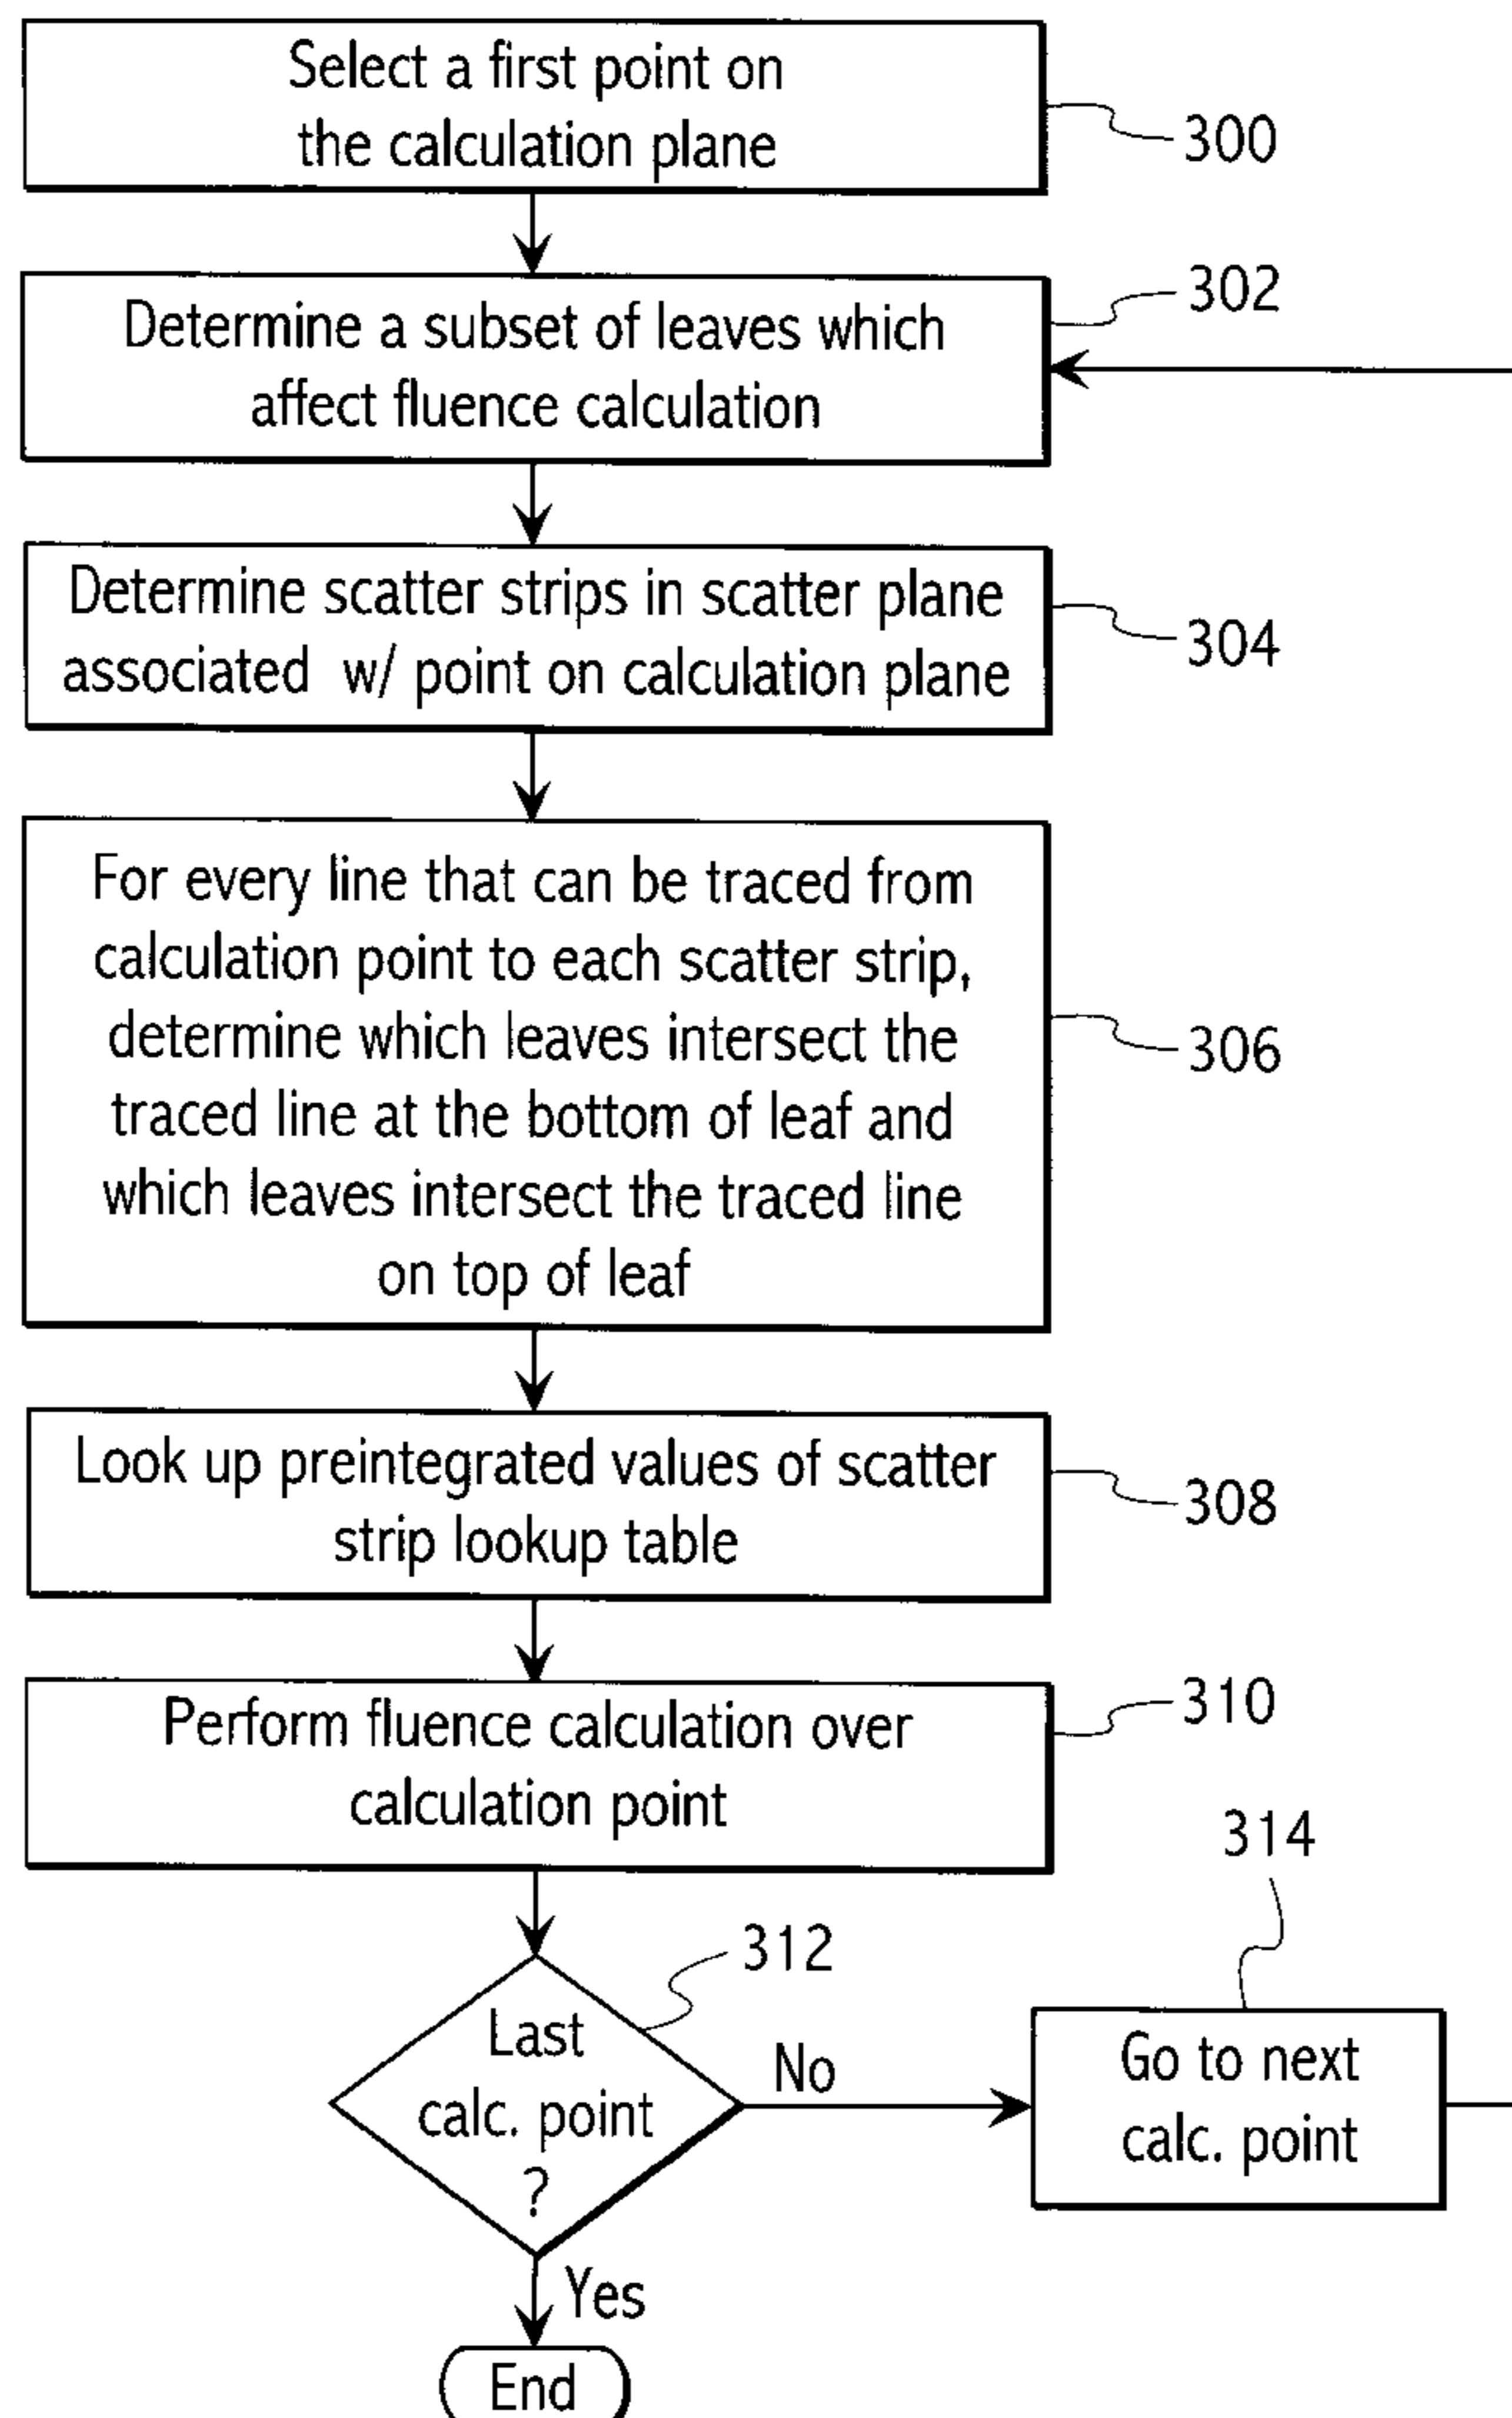 Select a first point on
the calculation plane
300
302
Determine a subset of leaves which
affect fluence calculation
Determine scatter strips in scatter plane
associated w/ point on calculation plane
304
For every line that can be traced from
calculation point to each scatter strip,
determine which leaves intersect the
traced line at the bottom of leaf and
which leaves intersect the traced line
on top of leaf
306
Look up preintegrated values of scatter
strip lookup table
308
310
Perform fluence calculation over
calculation point
314
312
Last
calc. point
?
No
Go to next
calc. point
Yes
End